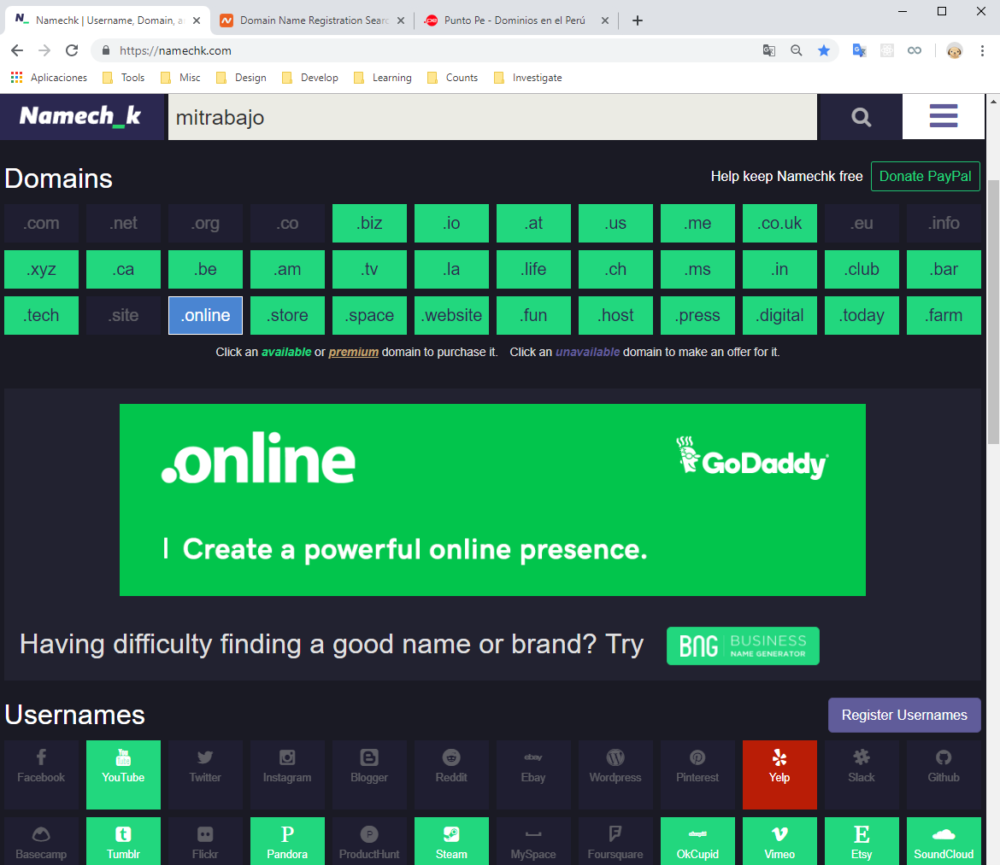 Namechk | Username, Domain, a
Domain Name Registration Searc
Punto Pe - Dominios en el Perú
https://namechk.com
Aplicaciones
Tools
Misc
Design
Develop
Learning
Counts
Investigate
Namech_k
mitrabajo
Domains
Help keep Namechk free
Donate PayPal
.com .net .org .co .biz .io .at .us .me .co.uk .eu .info
.xyz .ca .be .am .tv .la .life .ch .ms .in .club .bar
.tech .site .online .store .space .website .fun .host .press .digital .today .farm
Click an available or premium domain to purchase it. Click an unavailable domain to make an offer for it.
.online
GoDaddy
Create a powerful online presence.
Having difficulty finding a good name or brand? Try
BNG BUSINESS
NAME GENERATOR
Usernames
Register Usernames
Facebook YouTube Twitter Instagram Blogger Reddit Ebay Wordpress Pinterest Yelp Slack Github
Basecamp Tumblr Flickr Pandora ProductHunt Steam MySpace Foursquare OkCupid Vimeo Etsy SoundCloud